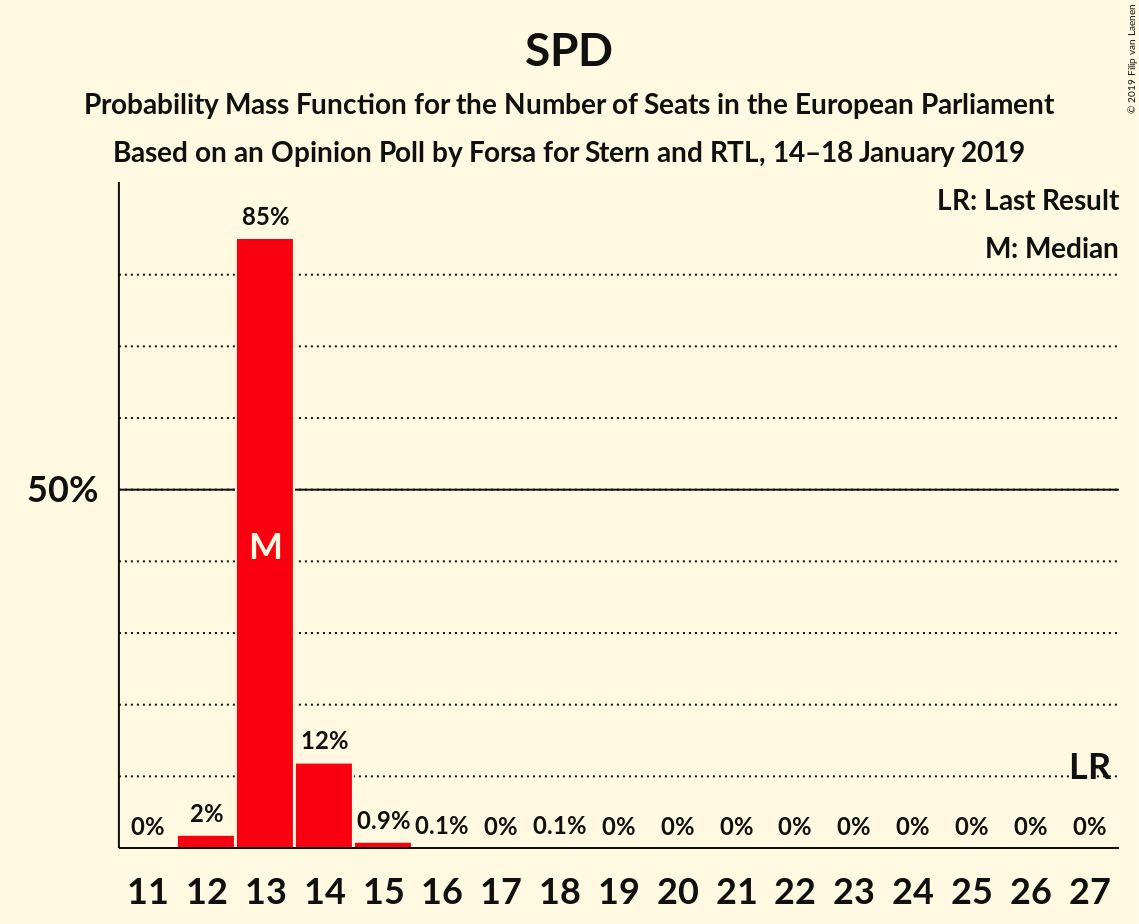 SPD
Probability Mass Function for the Number of Seats in the European Parliament
Based on an Opinion Poll by Forsa for Stern and RTL, 14–18 January 2019
© 2019 Filip van Laenen
LR: Last Result
M: Median
85%
50%
M
12%
LR
0%
2%
0.9%
0.1%
0%
0.1%
0%
0%
0%
0%
0%
0%
0%
0%
0%
11 12 13 14 15 16 17 18 19 20 21 22 23 24 25 26 27